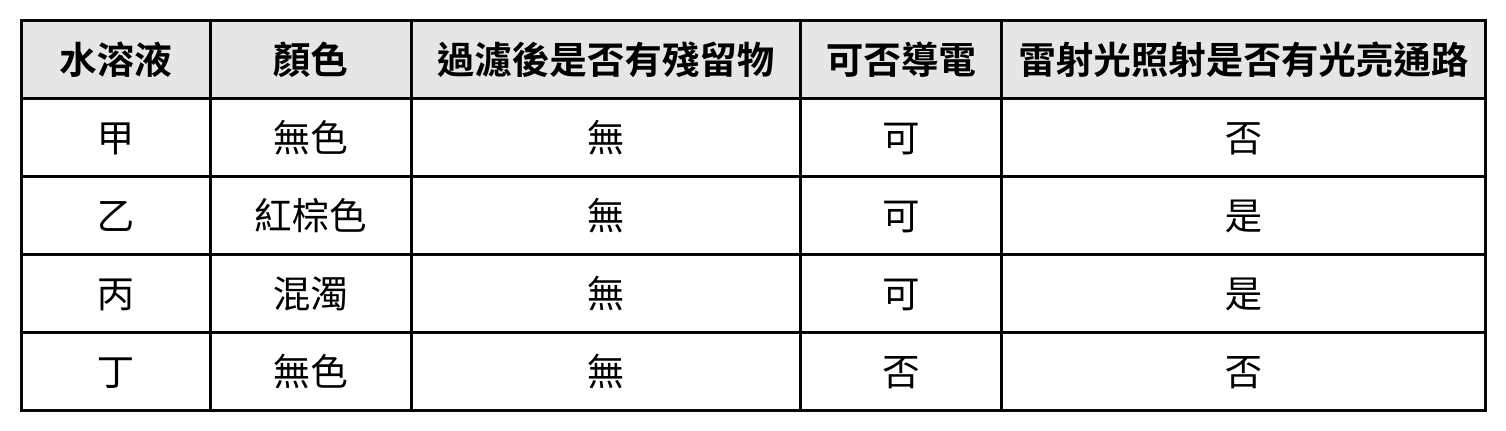 水溶液 顏色 過濾後是否有殘留物 可否導電 雷射光照射是否有光亮通路
甲 無色 無 可 否
乙 紅棕色 無 可 是
丙 混濁 無 可 是
丁 無色 無 否 否